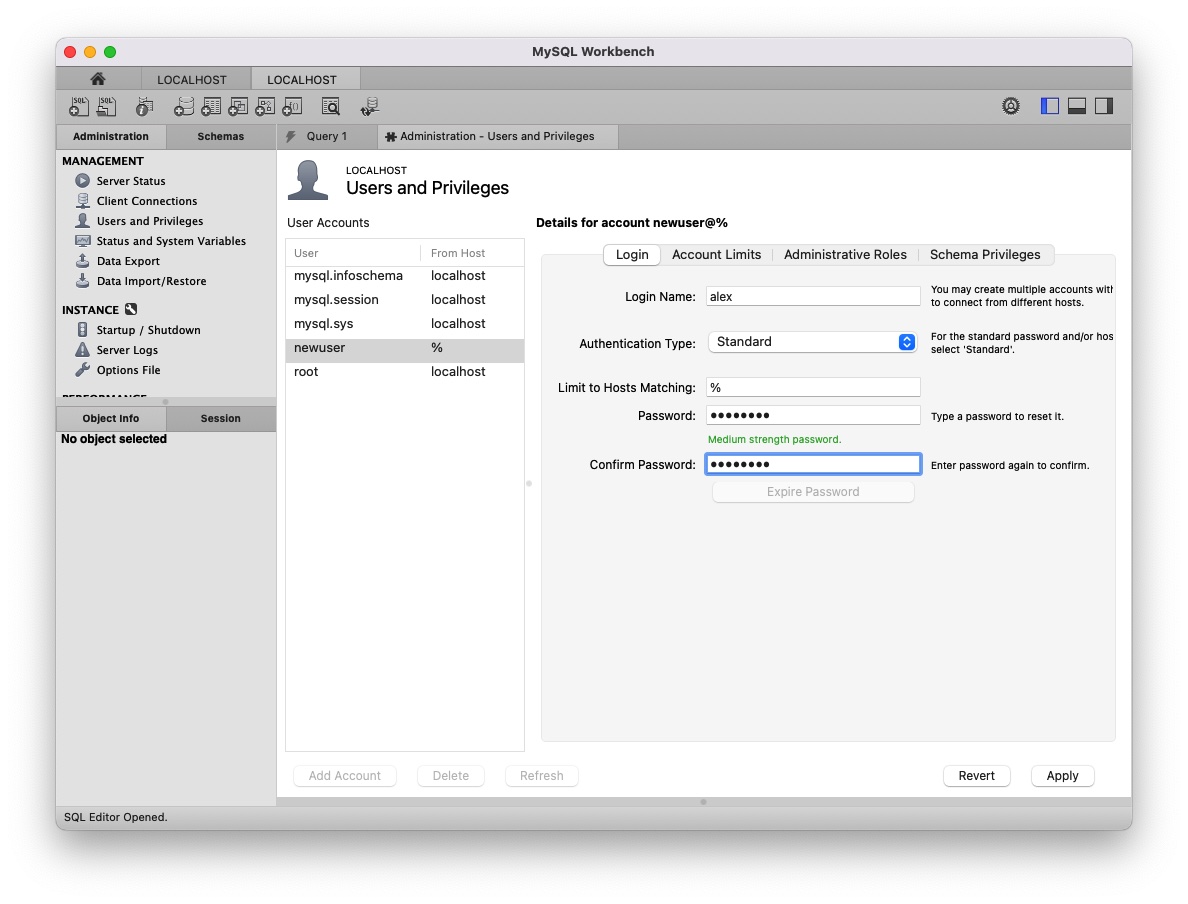 MySQL Workbench
LOCALHOST
LOCALHOST
Administration
Schemas
Query 1
Administration - Users and Privileges
MANAGEMENT
Server Status
Client Connections
Users and Privileges
Status and System Variables
Data Export
Data Import/Restore
INSTANCE
Startup / Shutdown
Server Logs
Options File
PERFORMANCE
Object Info
Session
No object selected
LOCALHOST
Users and Privileges
User Accounts
User From Host
mysql.infoschema localhost
mysql.session localhost
mysql.sys localhost
newuser %
root localhost
Details for account newuser@%
Login
Account Limits
Administrative Roles
Schema Privileges
Login Name: alex
You may create multiple accounts with
to connect from different hosts.
Authentication Type: Standard
For the standard password and/or hos
select 'Standard'.
Limit to Hosts Matching: %
Password: ●●●●●●●●
Type a password to reset it.
Medium strength password.
Confirm Password: ●●●●●●●●
Enter password again to confirm.
Expire Password
Add Account
Delete
Refresh
Revert
Apply
SQL Editor Opened.